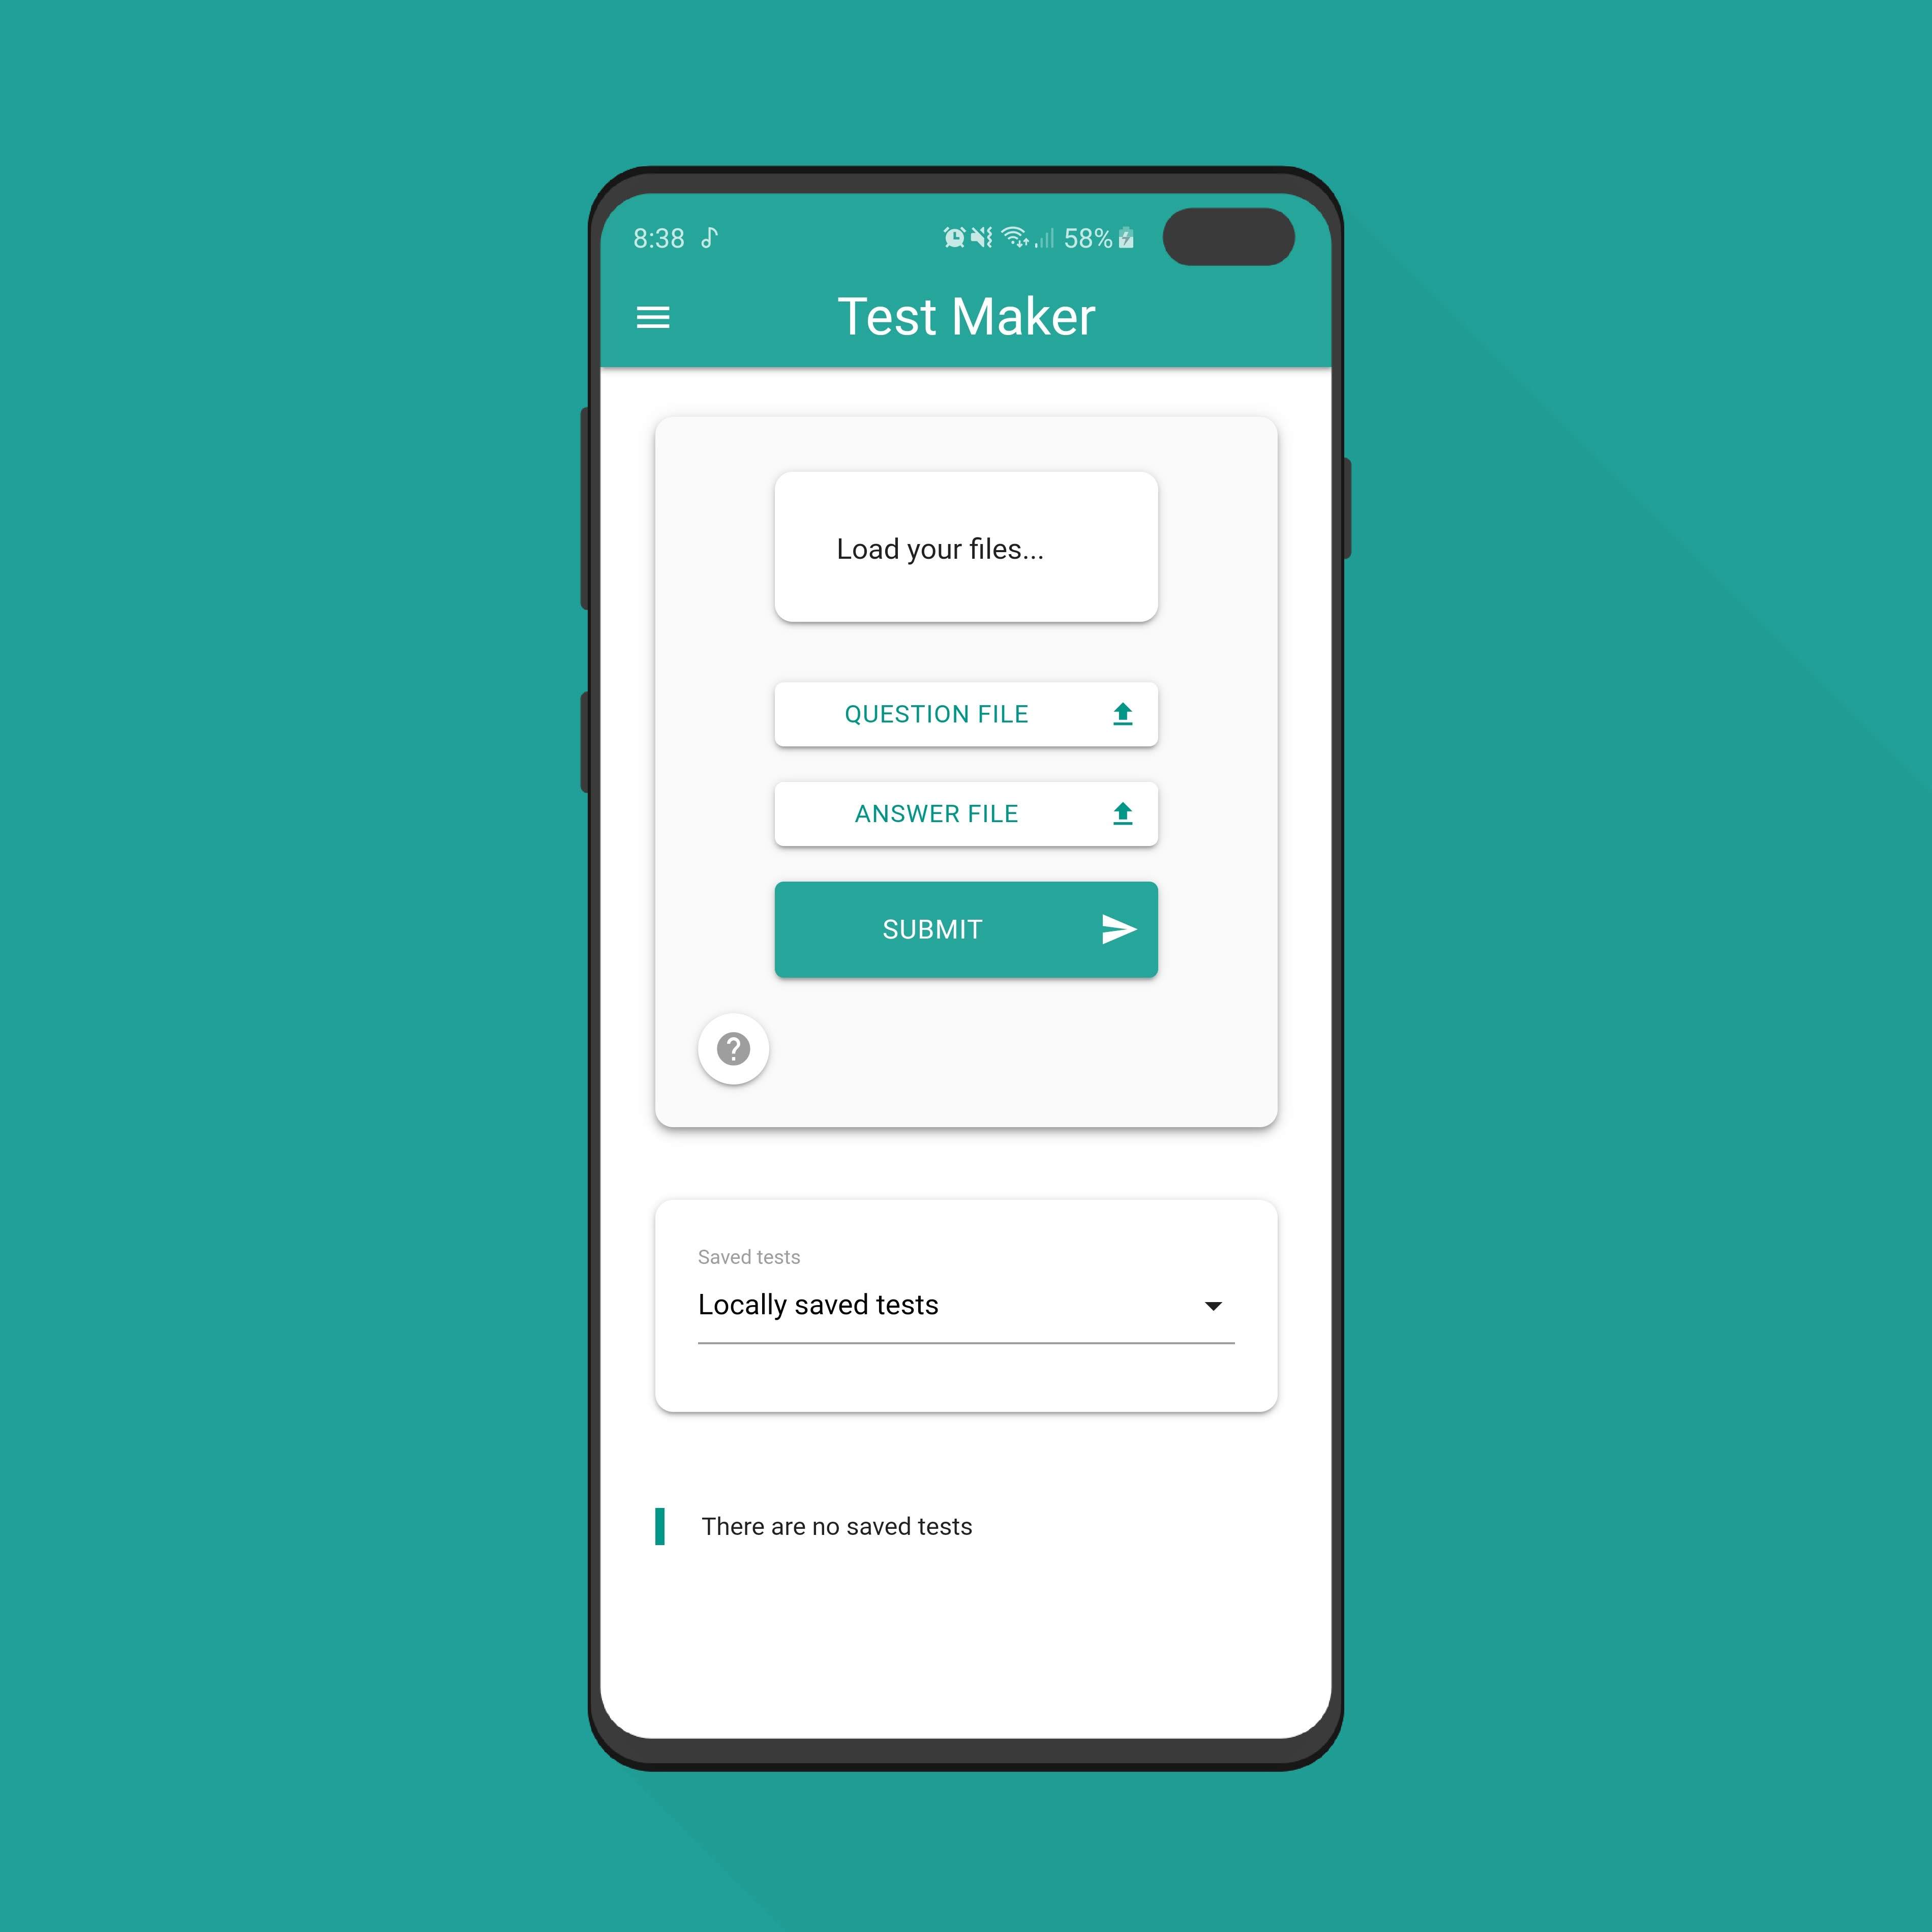 8:38 58%
Test Maker
Load your files...
QUESTION FILE
ANSWER FILE
SUBMIT
?
Saved tests
Locally saved tests
There are no saved tests